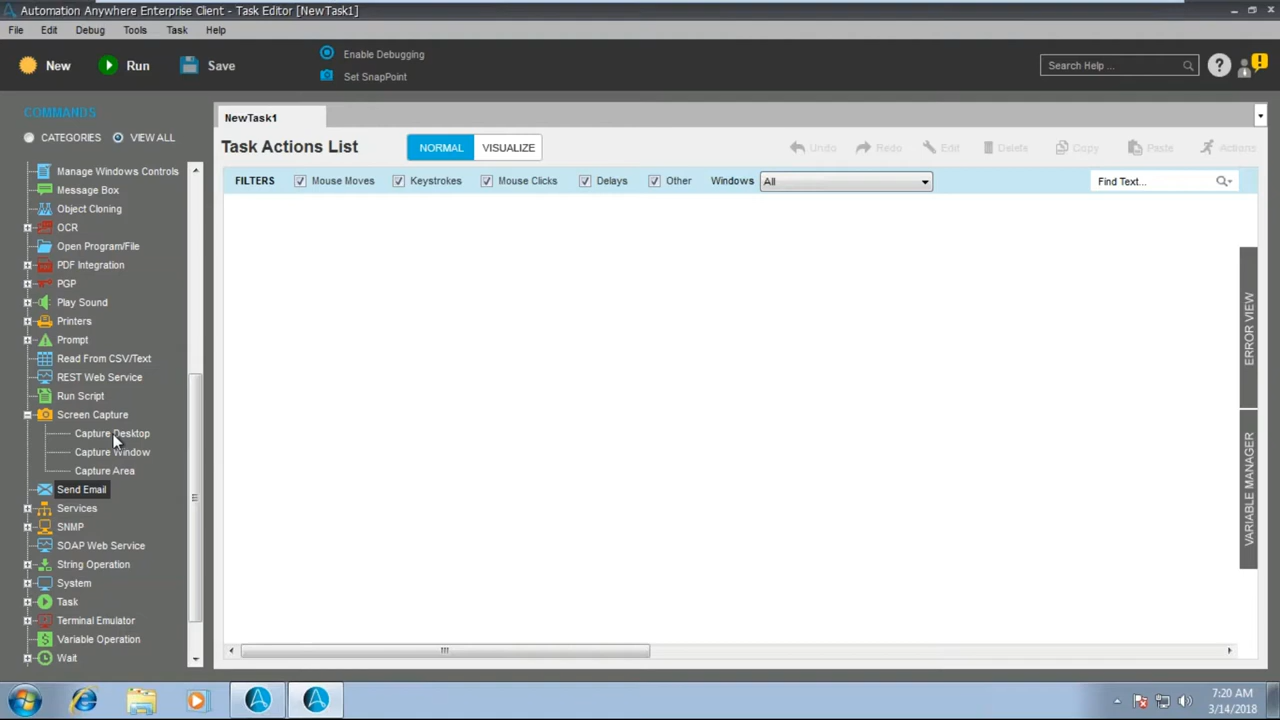 Automation Anywhere Enterprise Client - Task Editor [NewTask1]
File Edit Debug Tools Task Help
New Run Save
Enable Debugging
Set SnapPoint
Search Help ...
COMMANDS
CATEGORIES VIEW ALL
Manage Windows Controls
Message Box
Object Cloning
OCR
Open Program/File
PDF Integration
PGP
Play Sound
Printers
Prompt
Read From CSV/Text
REST Web Service
Run Script
Screen Capture
Capture Desktop
Capture Window
Capture Area
Send Email
Services
SNMP
SOAP Web Service
String Operation
System
Task
Terminal Emulator
Variable Operation
Wait
NewTask1
Task Actions List NORMAL VISUALIZE Undo Redo Edit Delete Copy Paste Actions
FILTERS Mouse Moves Keystrokes Mouse Clicks Delays Other Windows All Find Text...
ERROR VIEW
VARIABLE MANAGER
7:20 AM
3/14/2018